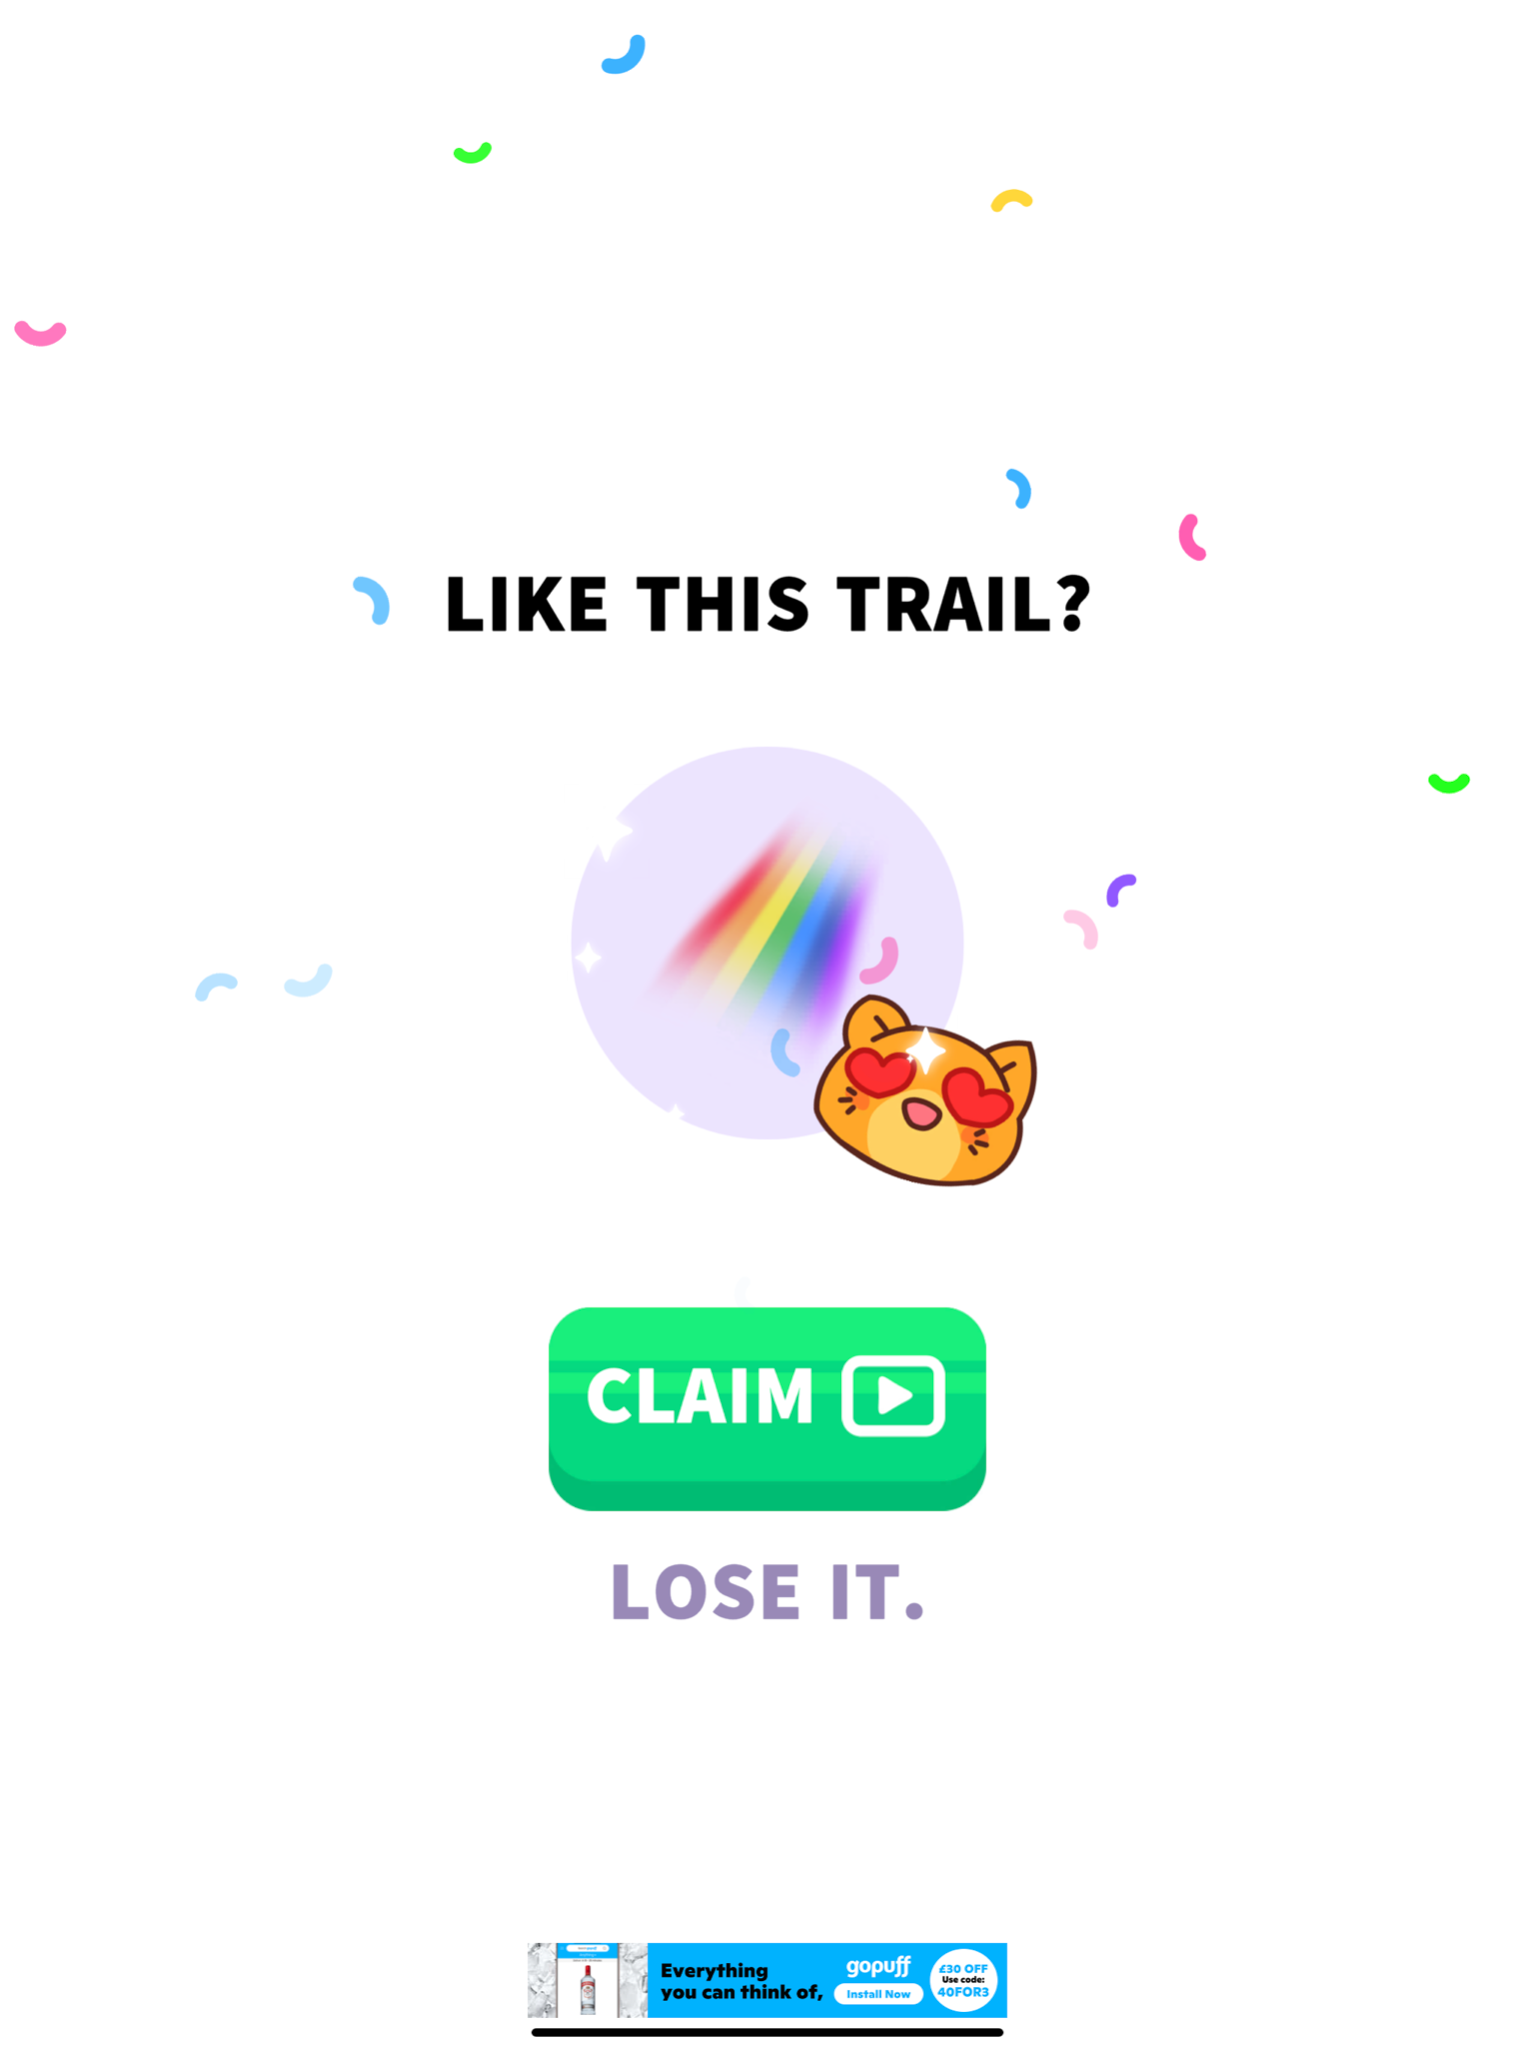 LIKE THIS TRAIL?
CLAIM
LOSE IT.
Everything
you can think of,
gopuff
Install Now
£30 OFF
Use code:
40FOR3